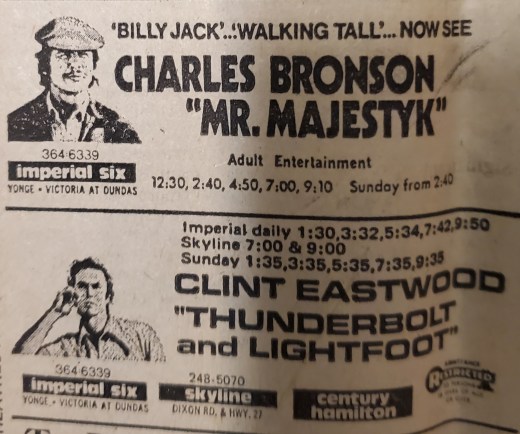 'BILLY JACK'..:'WALKING TALL'... NOW SEE
CHARLES BRONSON
"MR. MAJESTYK"
364-6339
imperial six
YONGE • VICTORIA AT DUNDAS
Adult Entertainment
12:30, 2:40, 4:50, 7:00, 9:10 Sunday from 2:40
Imperial daily 1:30,3:32,5:34,7:42,9:50
Skyline 7:00 & 9:00
Sunday 1:35,3:35,5:35,7:35,9:35
CLINT EASTWOOD
"THUNDERBOLT
and LIGHTFOOT"
364-6339
imperial six
YONGE • VICTORIA AT DUNDAS
248-5070
skyline
DIXON RD. & HWY. 27
century
hamilton
RESTRICTED